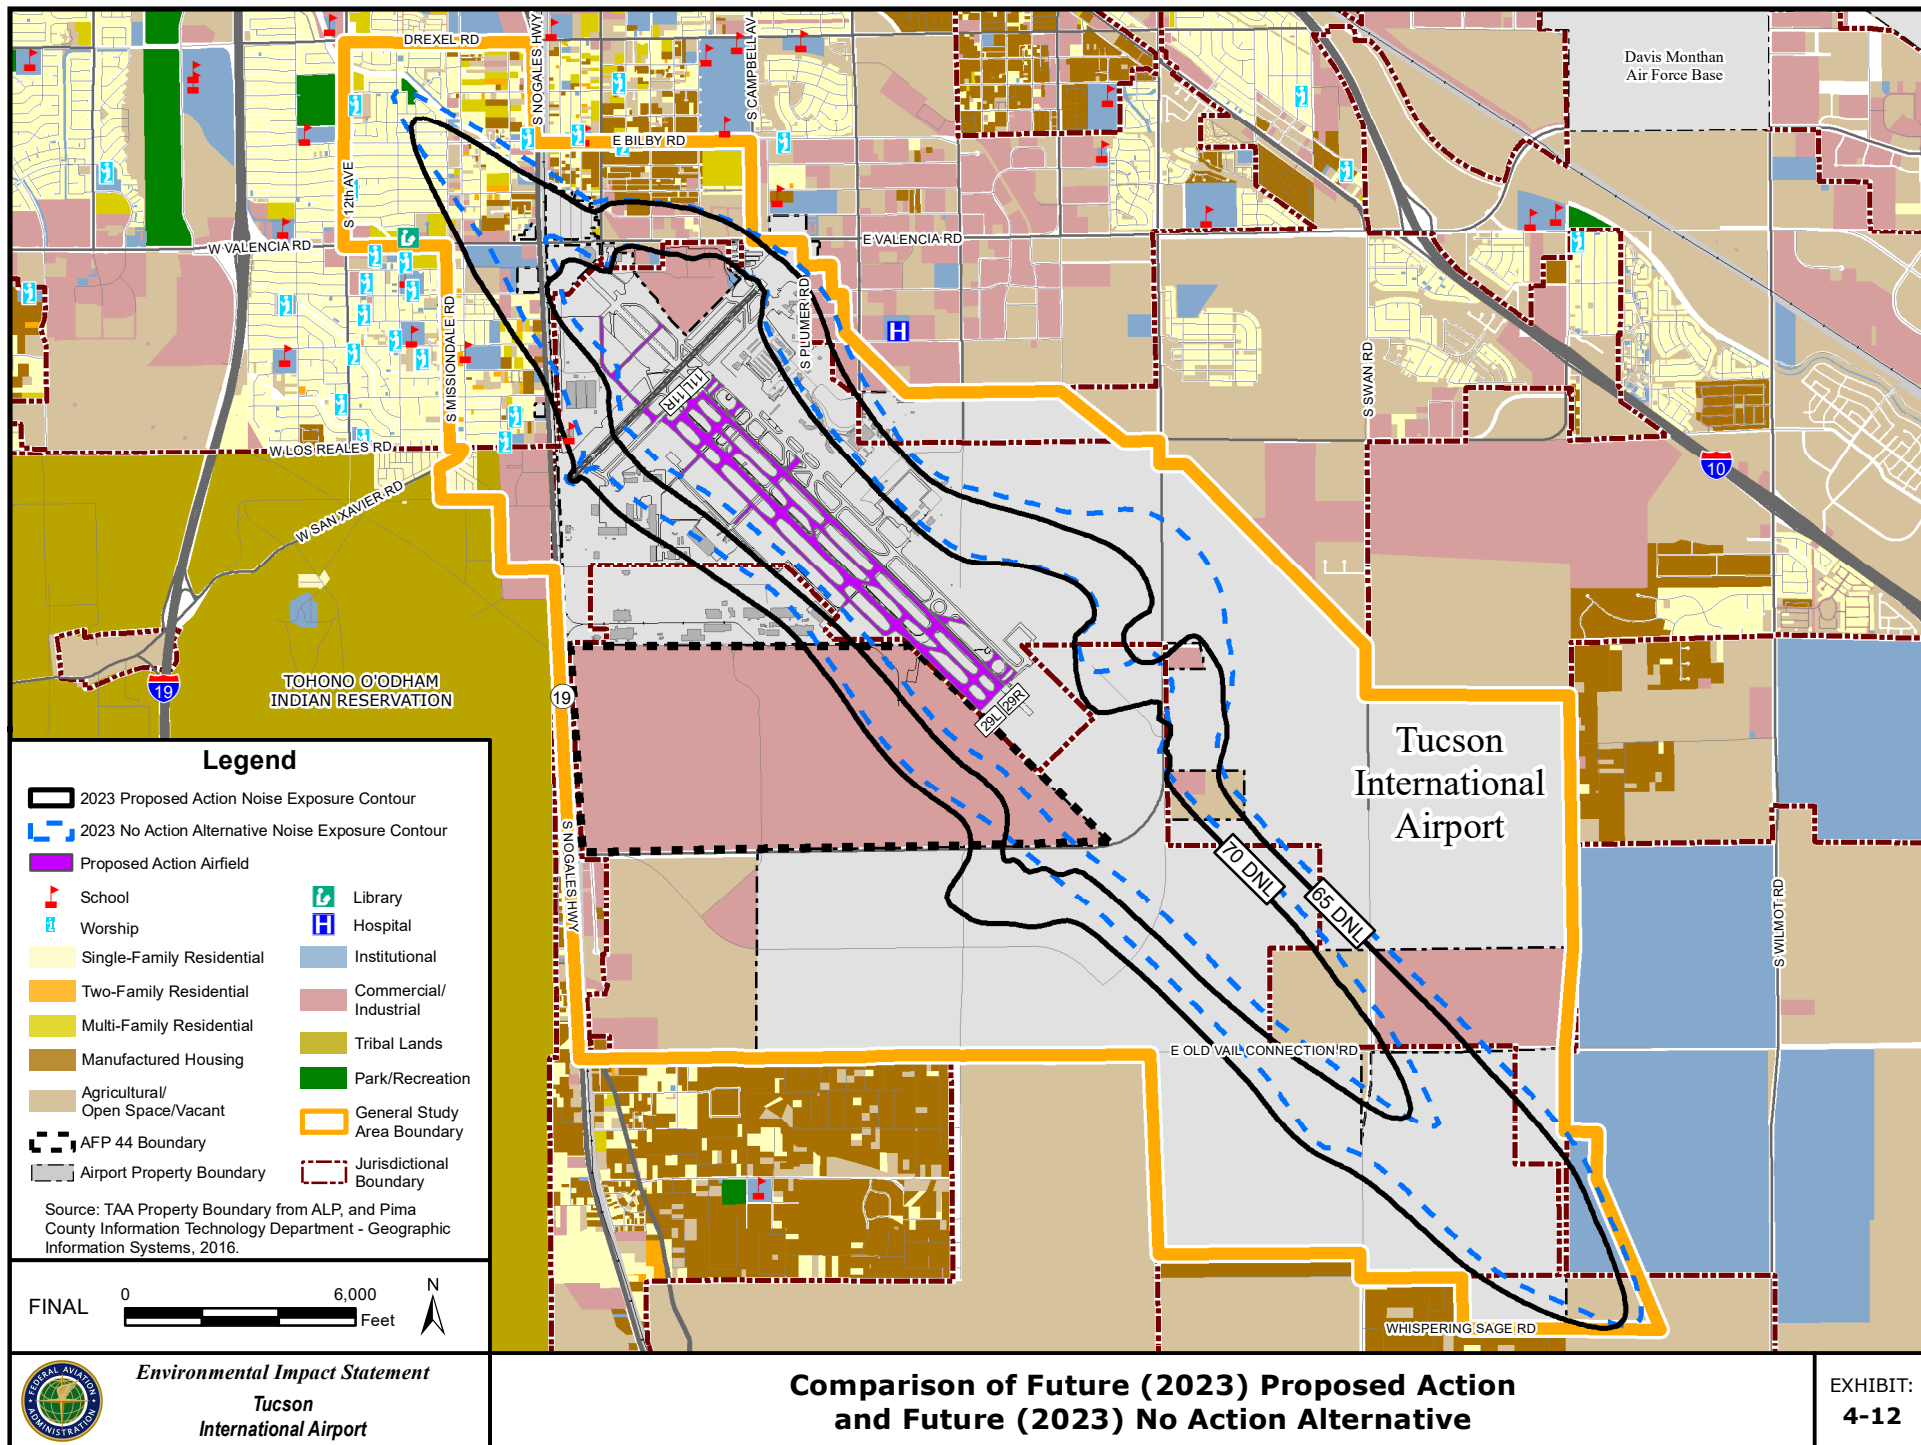 DREXEL RD
S NOGALES HWY
S CAMPBELL AV
Davis Monthan
Air Force Base
E BILBY RD
S 12th AVE
W VALENCIA RD
E VALENCIA RD
S PLUMER RD
S MISSIONDALE RD
H
S SWAN RD
11L
11R
W LOS REALES RD
10
W SAN XAVIER RD
TOHONO O'ODHAM
INDIAN RESERVATION
19
19
29L
29R
Tucson
International
Airport
S NOGALES HWY
70 DNL
65 DNL
S WILMOT RD
E OLD VAIL CONNECTION RD
WHISPERING SAGE RD
Legend
2023 Proposed Action Noise Exposure Contour
2023 No Action Alternative Noise Exposure Contour
Proposed Action Airfield
School
Library
Worship
H
Hospital
Single-Family Residential
Institutional
Two-Family Residential
Commercial/
Industrial
Multi-Family Residential
Tribal Lands
Manufactured Housing
Park/Recreation
Agricultural/
Open Space/Vacant
General Study
Area Boundary
AFP 44 Boundary
Airport Property Boundary
Jurisdictional
Boundary
Source: TAA Property Boundary from ALP, and Pima
County Information Technology Department - Geographic
Information Systems, 2016.
FINAL
0
6,000
Feet
N
FEDERAL AVIATION
ADMINISTRATION
Environmental Impact Statement
Tucson
International Airport
Comparison of Future (2023) Proposed Action
and Future (2023) No Action Alternative
EXHIBIT:
4-12